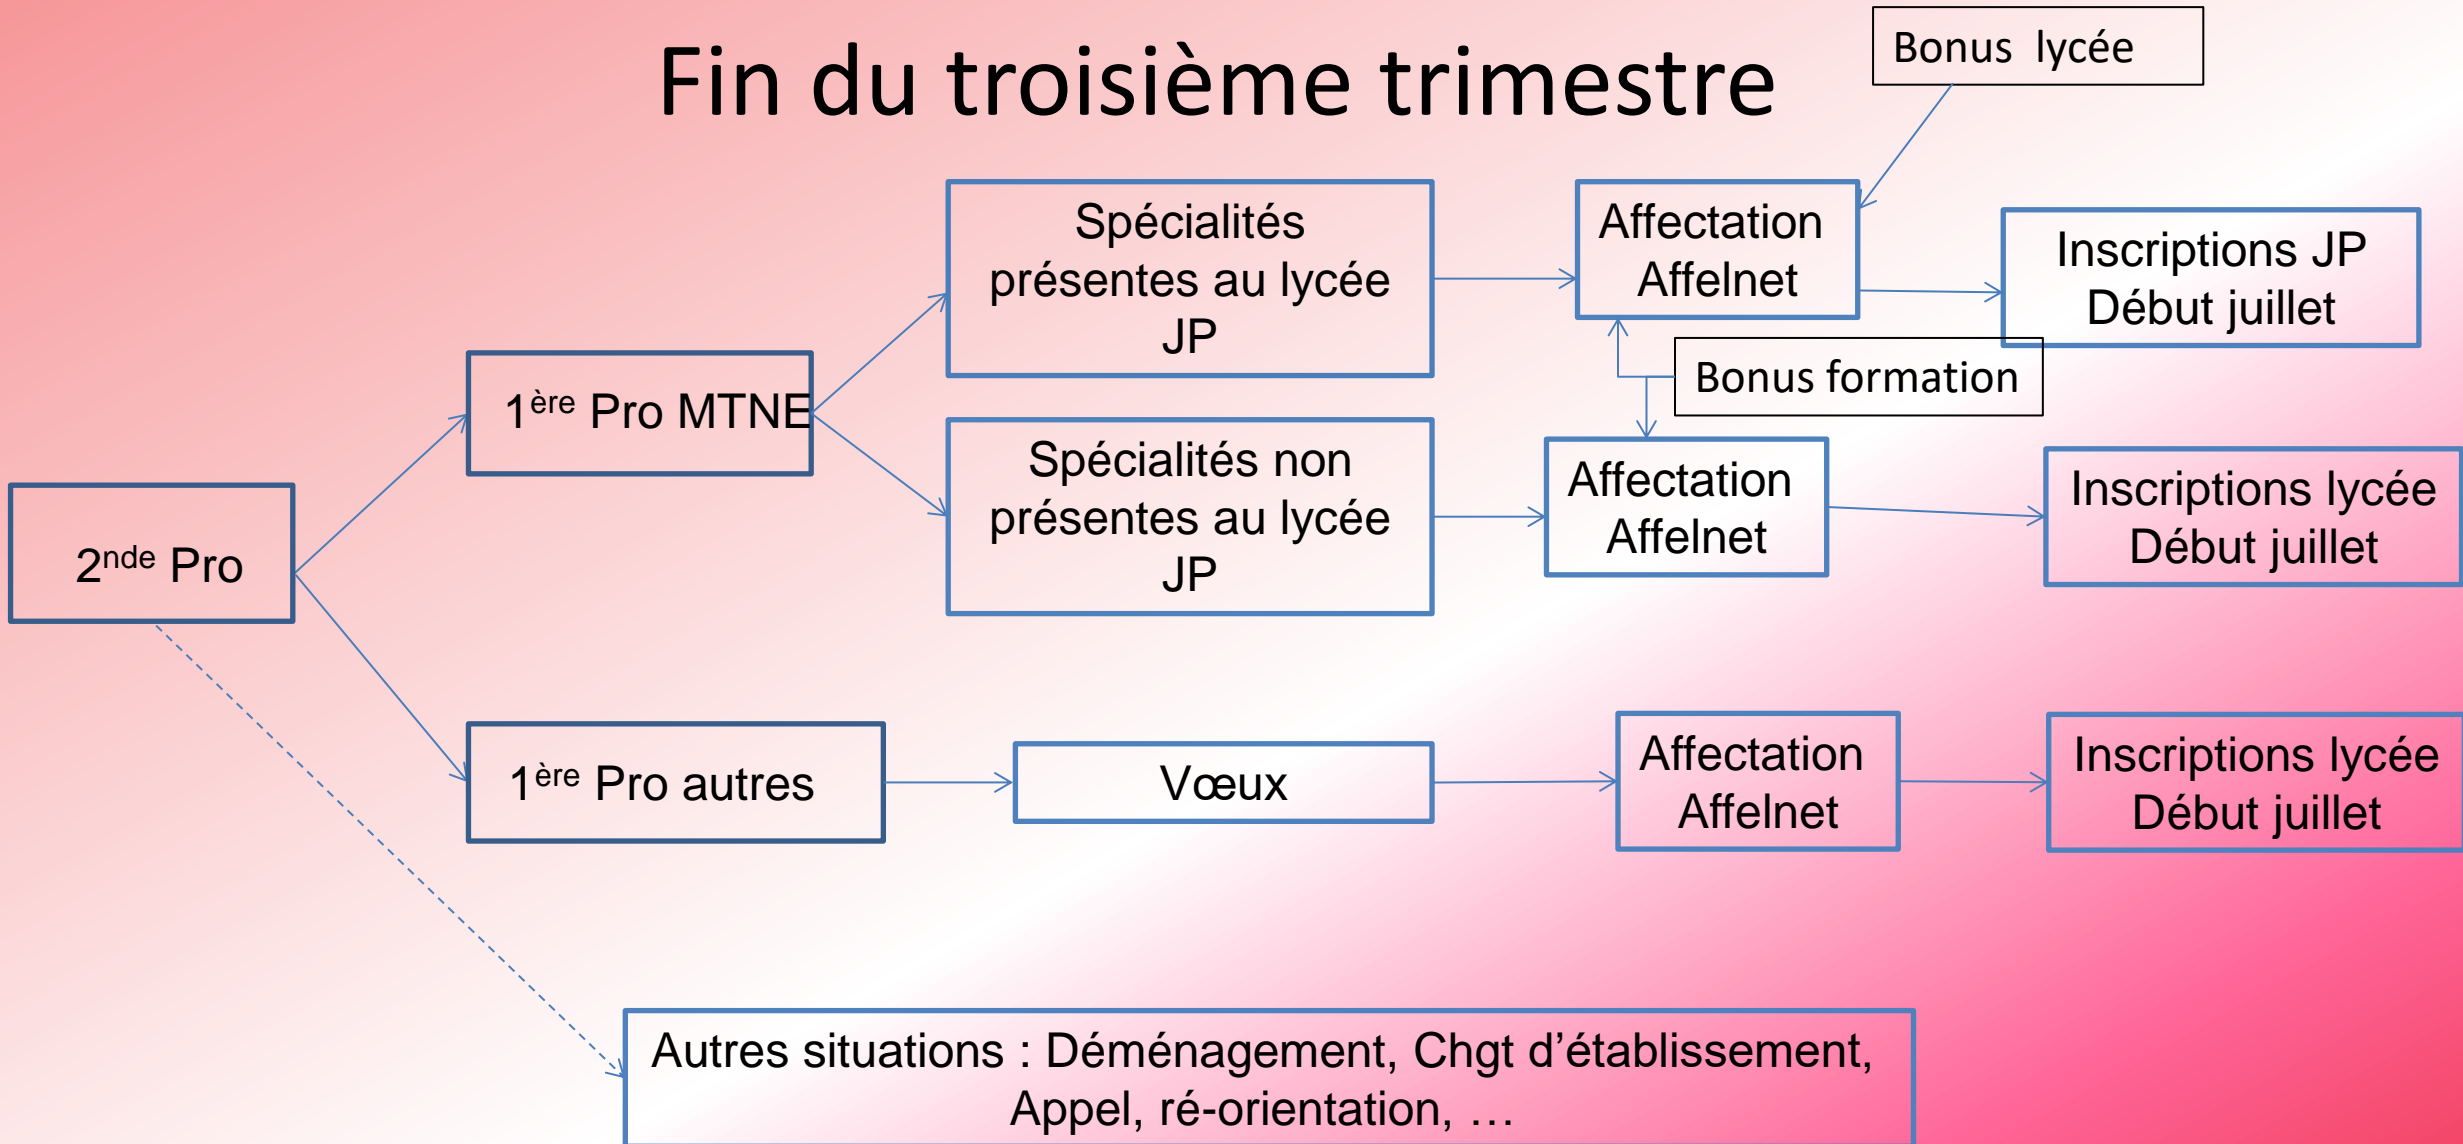 Fin du troisième trimestre
Bonus lycée
Spécialités
présentes au lycée
JP
Affectation
Affelnet
Inscriptions JP
Début juillet
Bonus formation
1ère Pro MTNE
Spécialités non
présentes au lycée
JP
Affectation
Affelnet
Inscriptions lycée
Début juillet
2nde Pro
1ère Pro autres
Vœux
Affectation
Affelnet
Inscriptions lycée
Début juillet
Autres situations : Déménagement, Chgt d’établissement,
Appel, ré-orientation, …